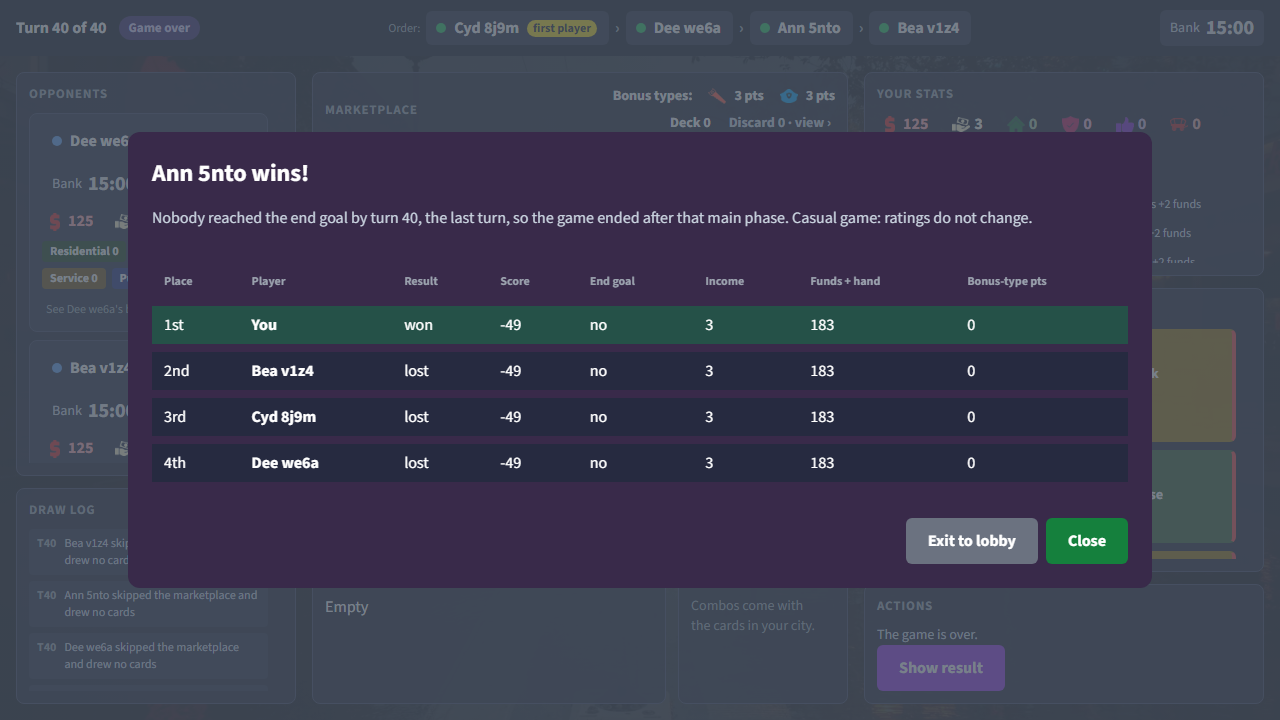 Turn 40 of 40 Game over Order: Cyd 8j9m first player › Dee we6a › Ann 5nto › Bea v1z4 Bank 15:00
OPPONENTS
Dee we6
Bank 15:0
125
Residential 0
Service 0
See Dee we6a's
Bea v1z4
Bank 15:0
125
DRAW LOG
T40 Bea v1z4 skip
drew no card
T40 Ann 5nto skipped the marketplace and
drew no cards
T40 Dee we6a skipped the marketplace
and drew no cards
MARKETPLACE
Bonus types: 3 pts 3 pts
Deck 0 Discard 0 · view ›
YOUR STATS
125 3 0 0 0 0
s +2 funds
+2 funds
+2 funds
k
se
Ann 5nto wins!
Nobody reached the end goal by turn 40, the last turn, so the game ended after that main phase. Casual game: ratings do not change.
Place Player Result Score End goal Income Funds + hand Bonus-type pts
1st You won -49 no 3 183 0
2nd Bea v1z4 lost -49 no 3 183 0
3rd Cyd 8j9m lost -49 no 3 183 0
4th Dee we6a lost -49 no 3 183 0
Exit to lobby Close
Empty
Combos come with
the cards in your city.
ACTIONS
The game is over.
Show result